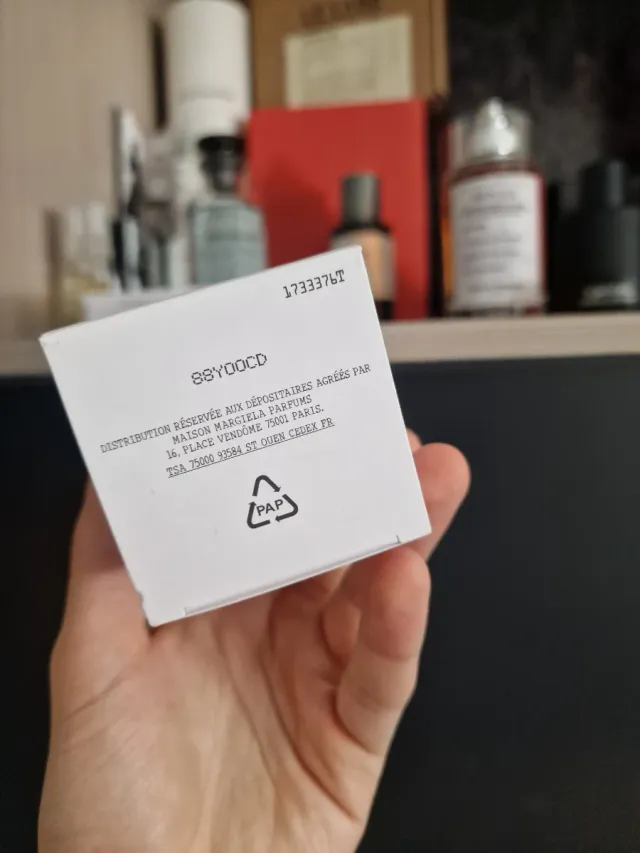 1733376T
88Y00CD
DISTRIBUTION RÉSERVÉE AUX DÉPOSITAIRES AGRÉÉS PAR
MAISON MARGIELA PARFUMS
16, PLACE VENDÔME 75001 PARIS.
TSA 75000 93584 ST OUEN CEDEX FR
PAP